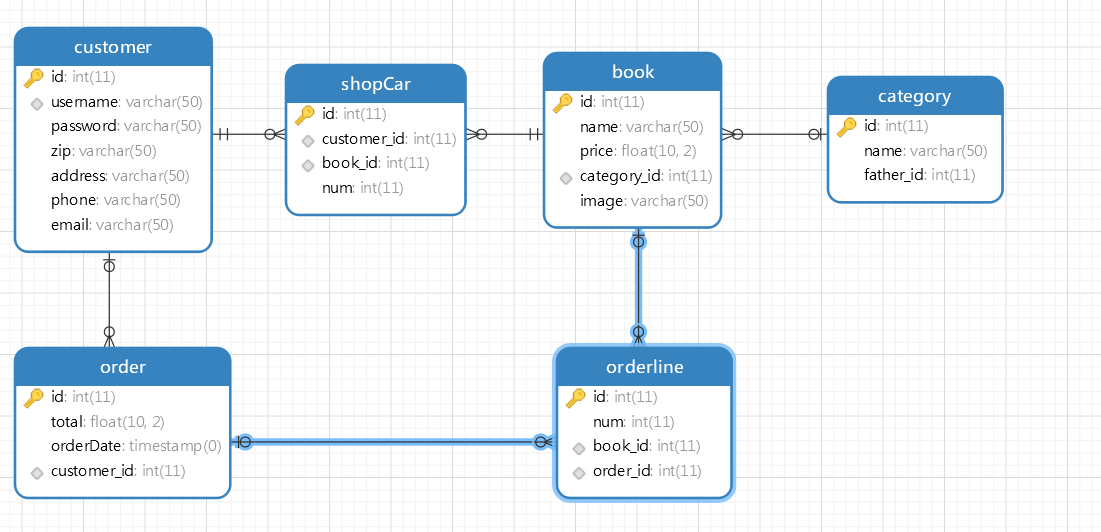 customer
id: int(11)
username: varchar(50)
password: varchar(50)
zip: varchar(50)
address: varchar(50)
phone: varchar(50)
email: varchar(50)
shopCar
id: int(11)
customer_id: int(11)
book_id: int(11)
num: int(11)
book
id: int(11)
name: varchar(50)
price: float(10, 2)
category_id: int(11)
image: varchar(50)
category
id: int(11)
name: varchar(50)
father_id: int(11)
order
id: int(11)
total: float(10, 2)
orderDate: timestamp(0)
customer_id: int(11)
orderline
id: int(11)
num: int(11)
book_id: int(11)
order_id: int(11)